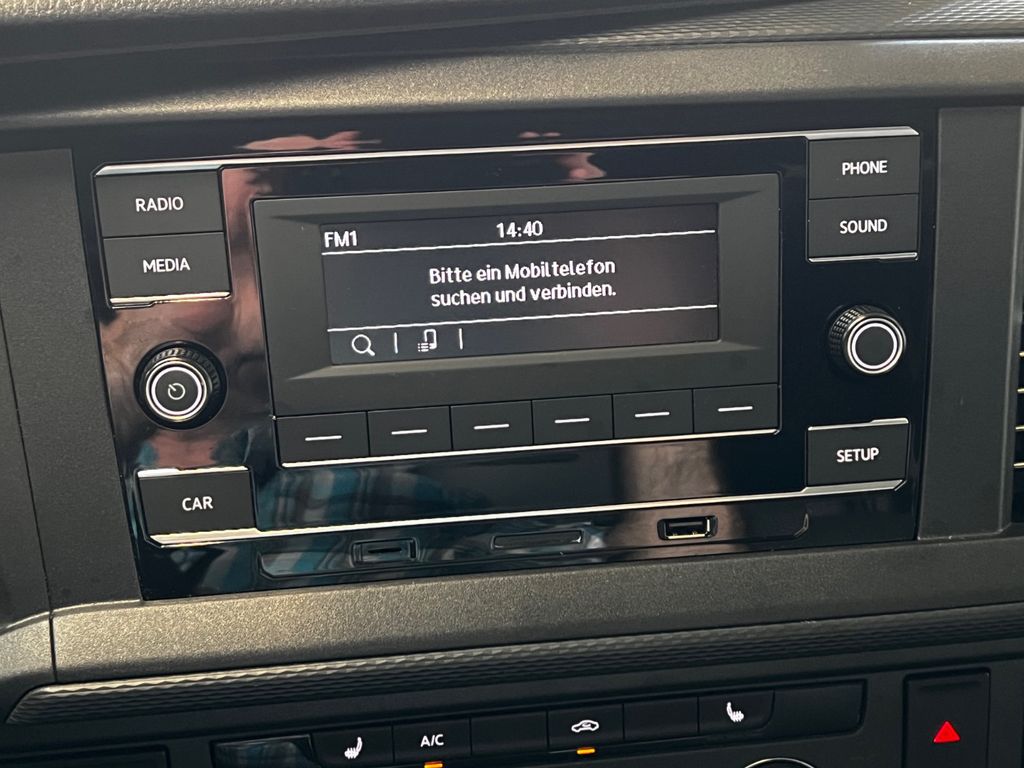 RADIO
MEDIA
FM1 14:40
Bitte ein Mobiltelefon
suchen und verbinden.
PHONE
SOUND
CAR
SETUP
A/C